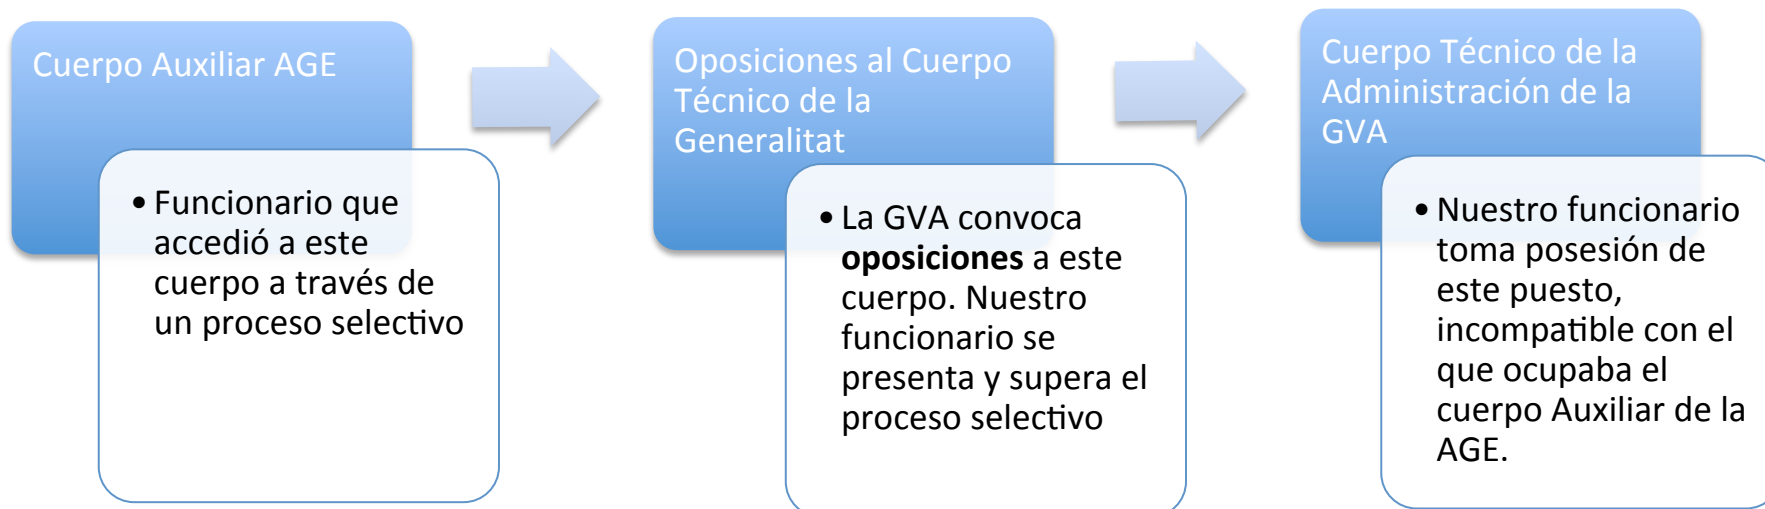 Cuerpo Auxiliar AGE
• Funcionario que
accedió a este
cuerpo a través de
un proceso selectivo
Oposiciones al Cuerpo
Técnico de la
Generalitat
• La GVA convoca
oposiciones a este
cuerpo. Nuestro
funcionario se
presenta y supera el
proceso selectivo
Cuerpo Técnico de la
Administración de la
GVA
• Nuestro funcionario
toma posesión de
este puesto,
incompatible con el
que ocupaba el
cuerpo Auxiliar de la
AGE.